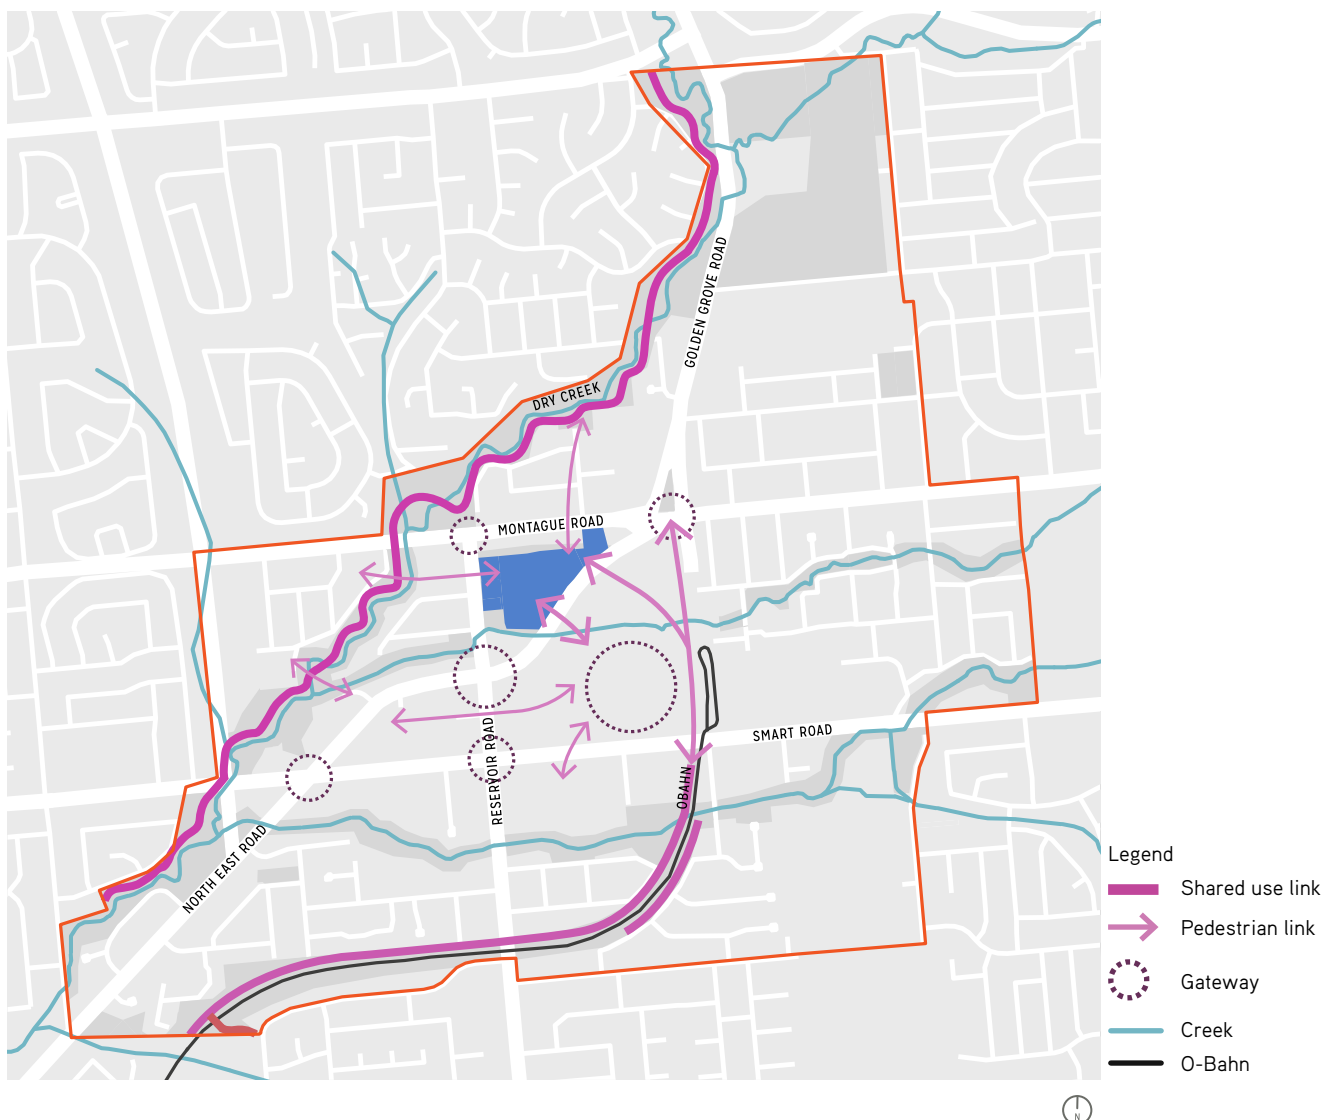 GOLDEN GROVE ROAD
DRY CREEK
MONTAGUE ROAD
SMART ROAD
RESERVOIR ROAD
OBAHN
NORTH EAST ROAD
Legend
Shared use link
Pedestrian link
Gateway
Creek
O-Bahn
N